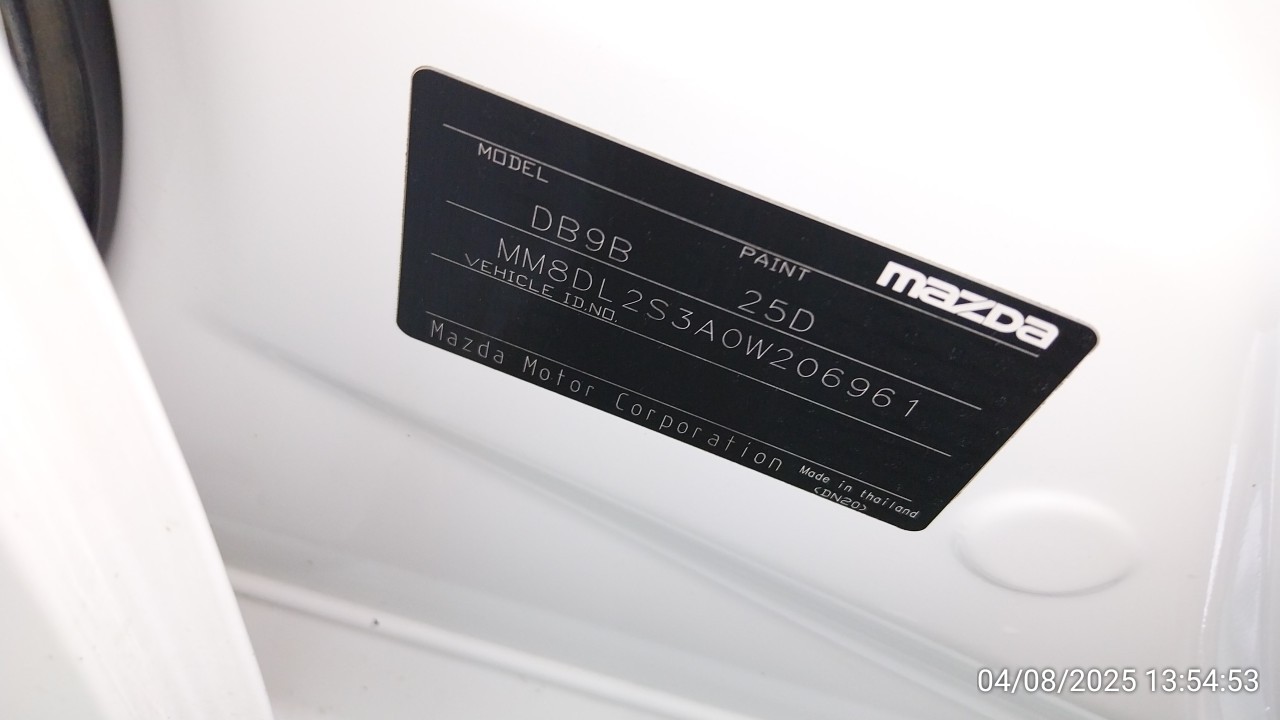 mazda
MODEL PAINT
DB9B 25D
MM8DL2S3A0W206961
VEHICLE ID.NO.
Mazda Motor Corporation
Made in thailand
<DN20>
04/08/2025 13:54:53